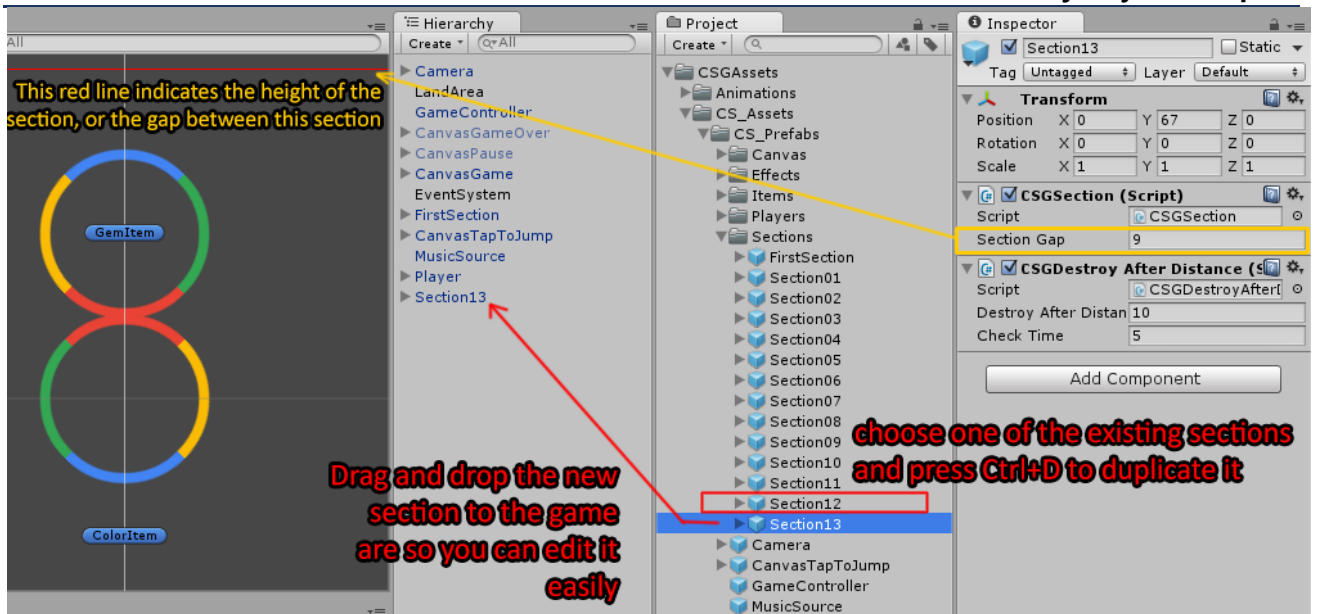 All
This red line indicates the height of the
section, or the gap between this section
GemItem
ColorItem
Hierarchy
Create
All
Camera
LandArea
GameController
CanvasGameOver
CanvasPause
CanvasGame
EventSystem
FirstSection
CanvasTapToJump
MusicSource
Player
Section13
Drag and drop the new
section to the game
are so you can edit it
easily
Project
Create
CSGAssets
Animations
CS_Assets
CS_Prefabs
Canvas
Effects
Items
Players
Sections
FirstSection
Section01
Section02
Section03
Section04
Section05
Section06
Section07
Section08
Section09
Section10
Section11
Section12
Section13
Camera
CanvasTapToJump
GameController
MusicSource
choose one of the existing sections
and press Ctrl+D to duplicate it
Inspector
Section13 Static
Tag Untagged Layer Default
Transform
Position X 0 Y 67 Z 0
Rotation X 0 Y 0 Z 0
Scale X 1 Y 1 Z 1
CSGSection (Script)
Script CSGSection
Section Gap 9
CSGDestroy After Distance (S
Script CSGDestroyAfterD
Destroy After Distan 10
Check Time 5
Add Component